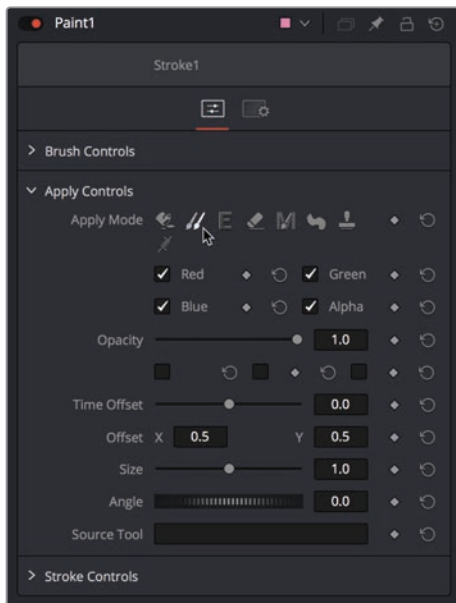 Paint1
Stroke1
Brush Controls
Apply Controls
Apply Mode
Red Green
Blue Alpha
Opacity 1.0
Time Offset 0.0
Offset X 0.5 Y 0.5
Size 1.0
Angle 0.0
Source Tool
Stroke Controls